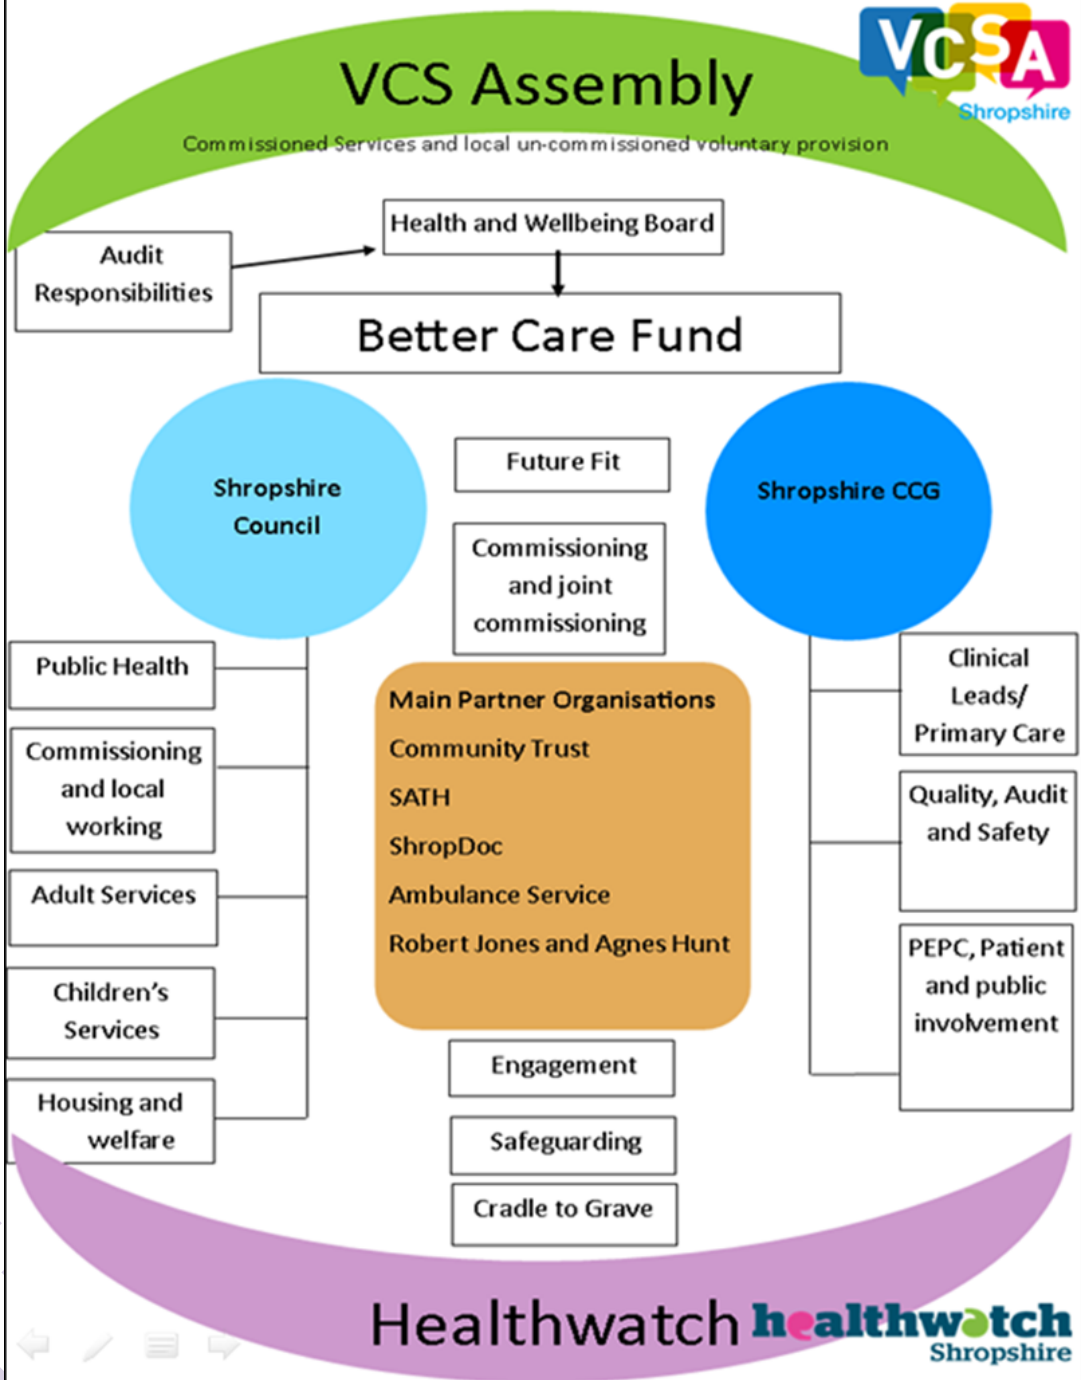 VCS Assembly
VCSA
Shropshire
Commissioned Services and local un-commissioned voluntary provision
Health and Wellbeing Board
Audit
Responsibilities
Better Care Fund
Shropshire
Council
Future Fit
Shropshire CCG
Commissioning
and joint
commissioning
Public Health
Commissioning
and local
working
Adult Services
Children’s
Services
Housing and
welfare
Main Partner Organisations
Community Trust
SATH
ShropDoc
Ambulance Service
Robert Jones and Agnes Hunt
Clinical
Leads/
Primary Care
Quality, Audit
and Safety
PEPC, Patient
and public
involvement
Engagement
Safeguarding
Cradle to Grave
Healthwatch
healthwatch
Shropshire